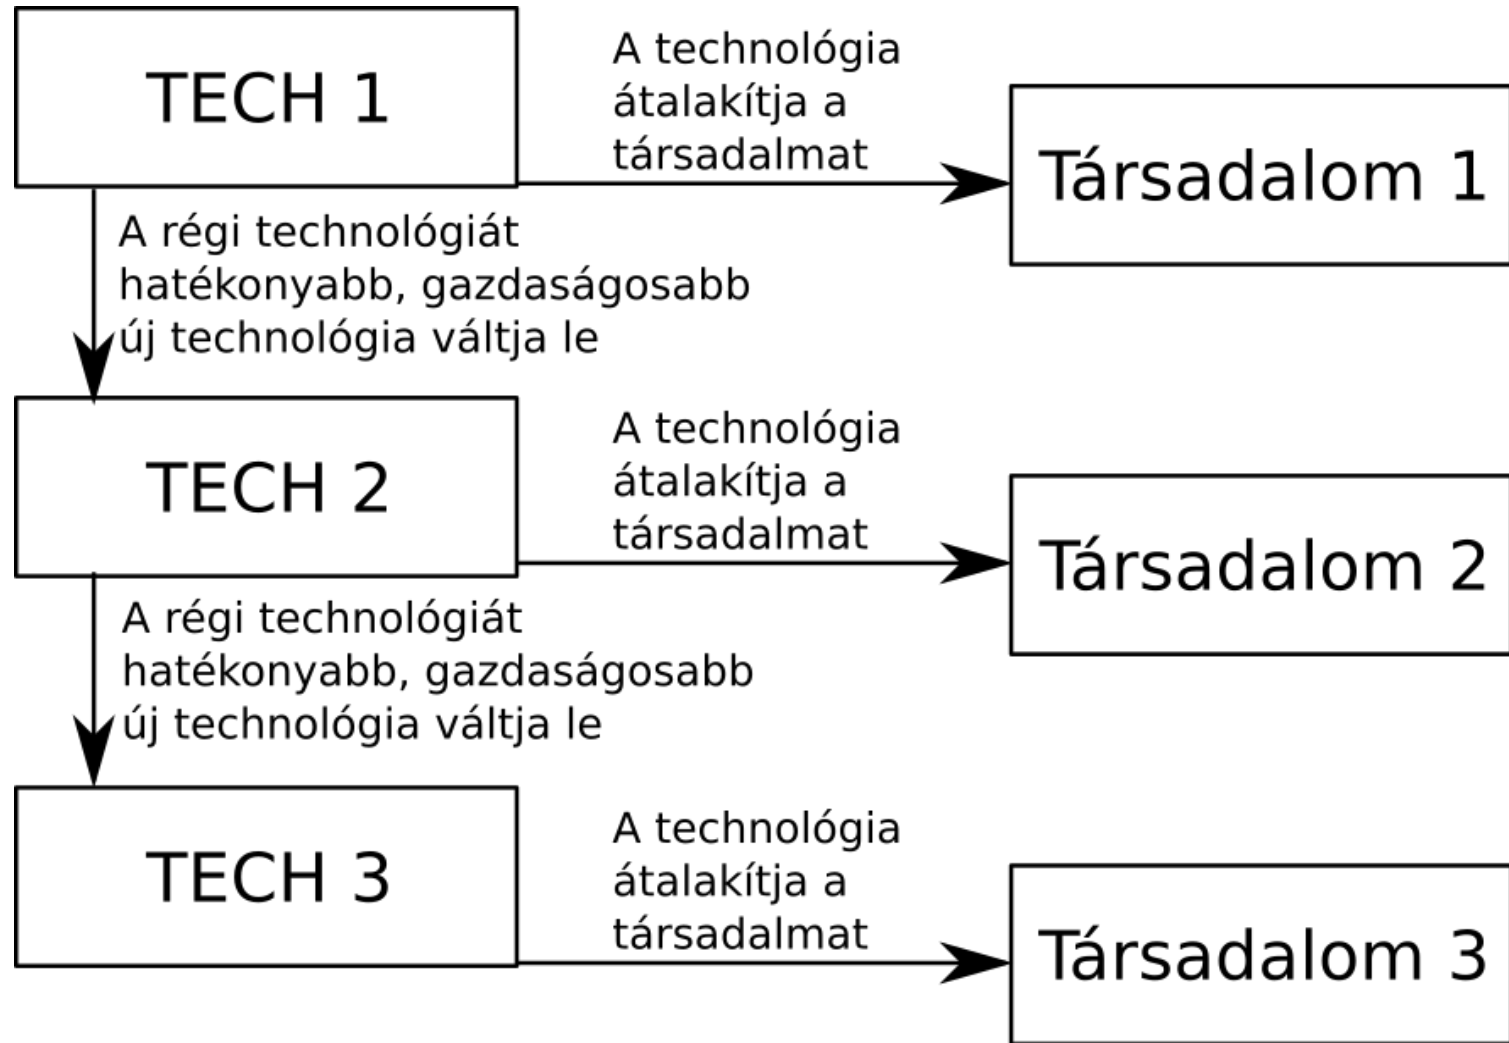 TECH 1
A technológia
átalakítja a
társadalmat
Társadalom 1
A régi technológiát
hatékonyabb, gazdaságosabb
új technológia váltja le
TECH 2
A technológia
átalakítja a
társadalmat
Társadalom 2
A régi technológiát
hatékonyabb, gazdaságosabb
új technológia váltja le
TECH 3
A technológia
átalakítja a
társadalmat
Társadalom 3